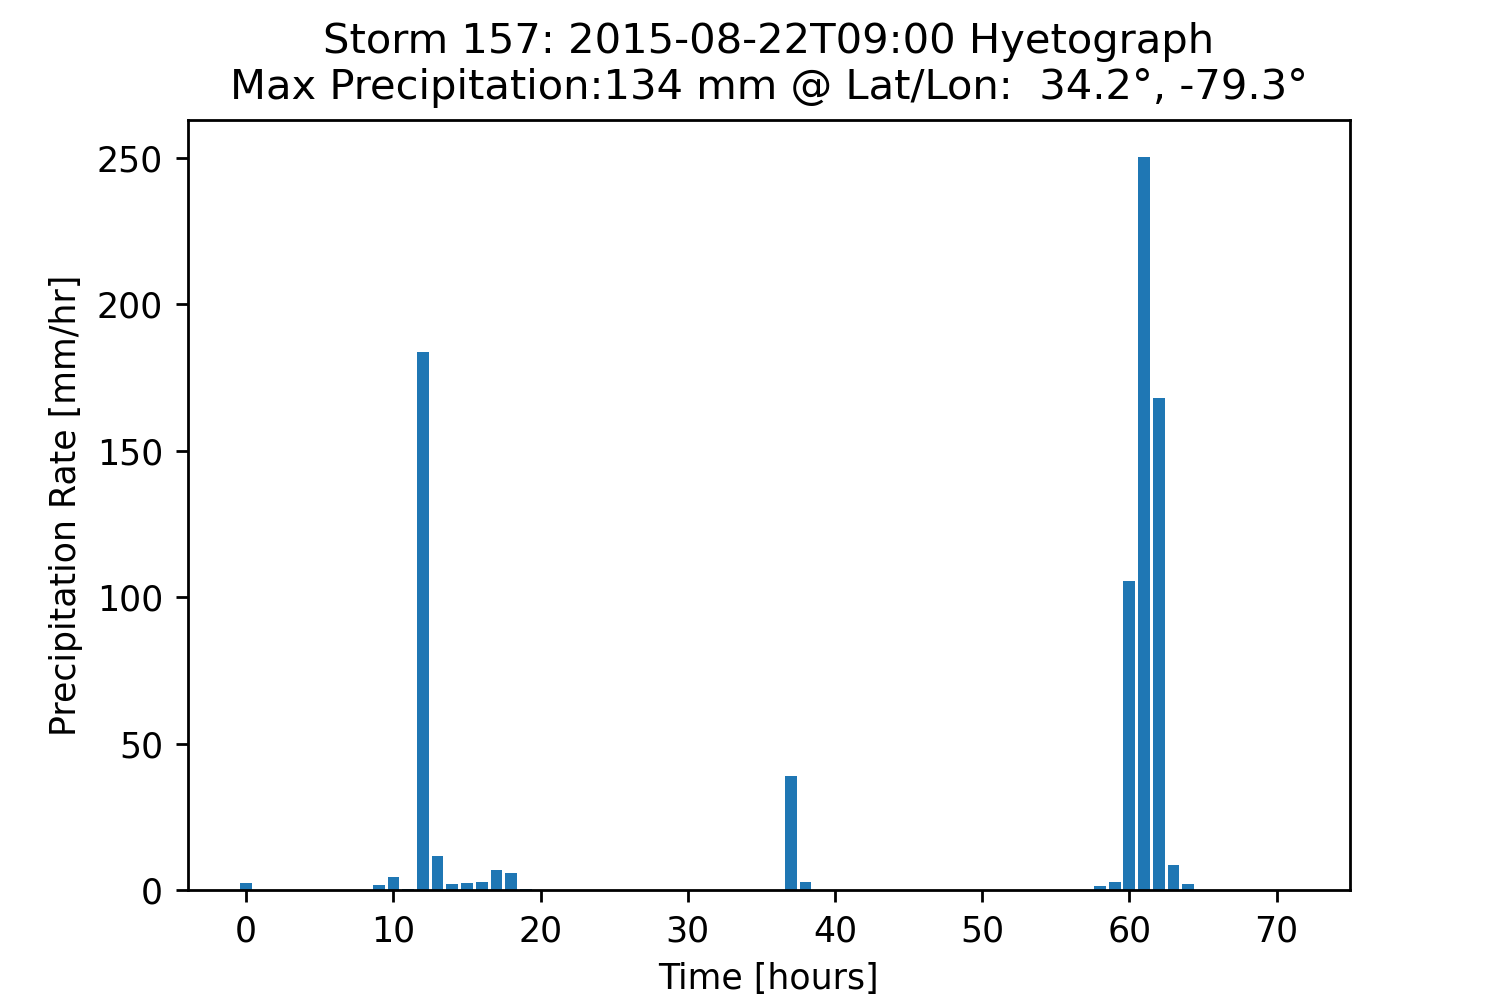 Storm 157: 2015-08-22T09:00 Hyetograph
Max Precipitation:134 mm @ Lat/Lon:  34.2°, -79.3°
250
200
150
100
50
0
Precipitation Rate [mm/hr]
0 10 20 30 40 50 60 70
Time [hours]